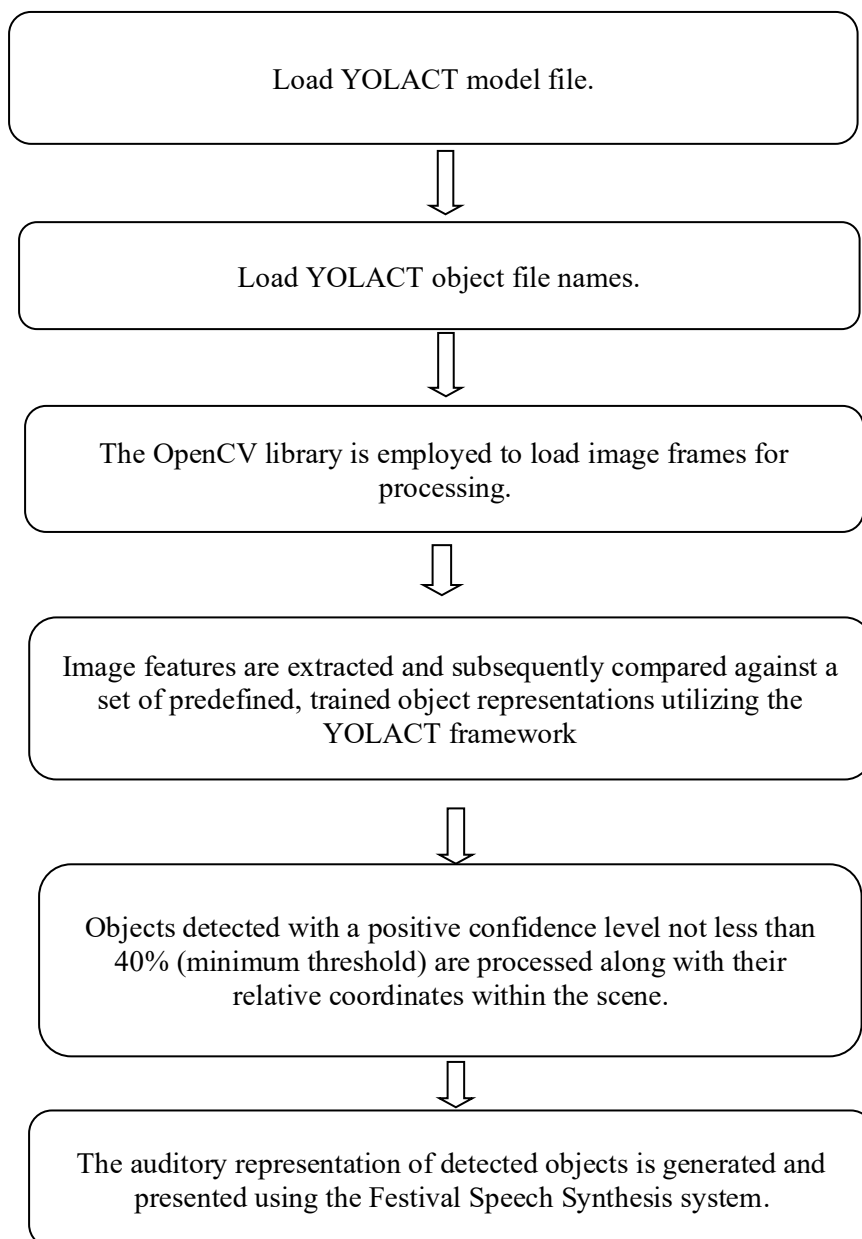 Load YOLACT model file.
Load YOLACT object file names.
The OpenCV library is employed to load image frames for
processing.
Image features are extracted and subsequently compared against a
set of predefined, trained object representations utilizing the
YOLACT framework
Objects detected with a positive confidence level not less than
40% (minimum threshold) are processed along with their
relative coordinates within the scene.
The auditory representation of detected objects is generated and
presented using the Festival Speech Synthesis system.